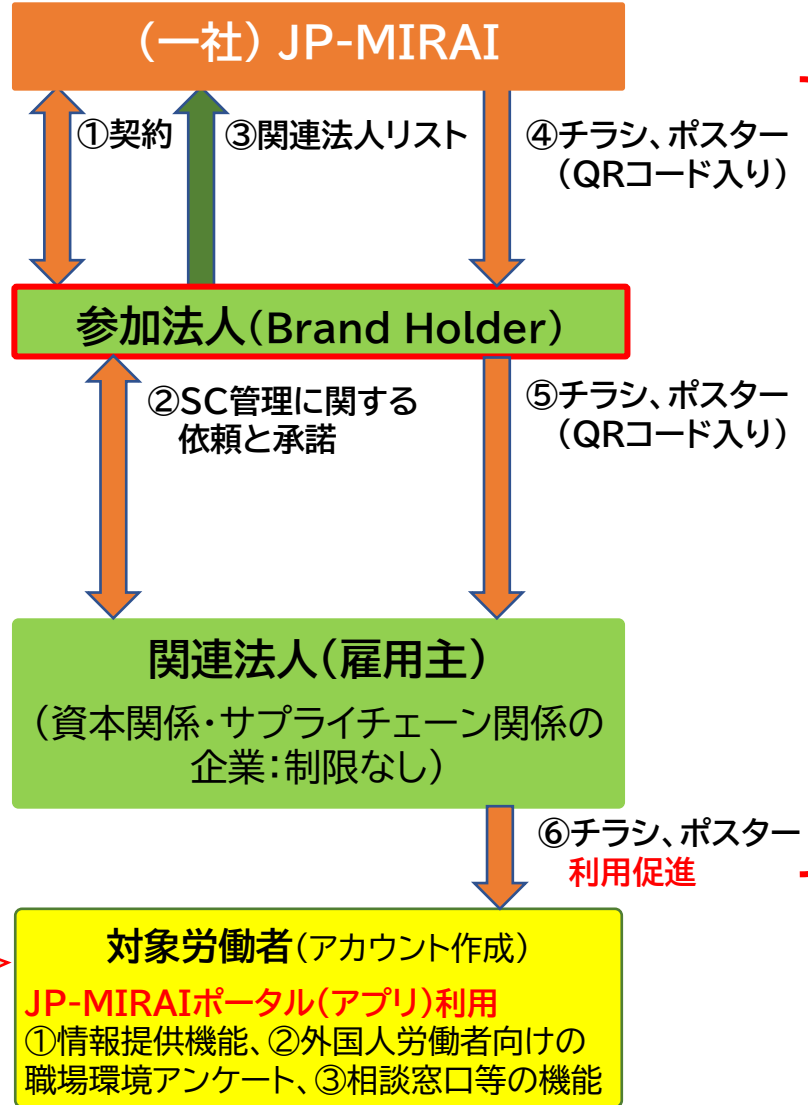 （一社）JP-MIRAI
①契約
③関連法人リスト
④チラシ、ポスター
（QRコード入り）
参加法人（Brand Holder）
②SC管理に関する
依頼と承諾
⑤チラシ、ポスター
（QRコード入り）
関連法人（雇用主）
（資本関係・サプライチェーン関係の
企業：制限なし）
⑥チラシ、ポスター
利用促進
対象労働者（アカウント作成）
JP-MIRAIポータル（アプリ）利用
①情報提供機能、②外国人労働者向けの
職場環境アンケート、③相談窓口等の機能